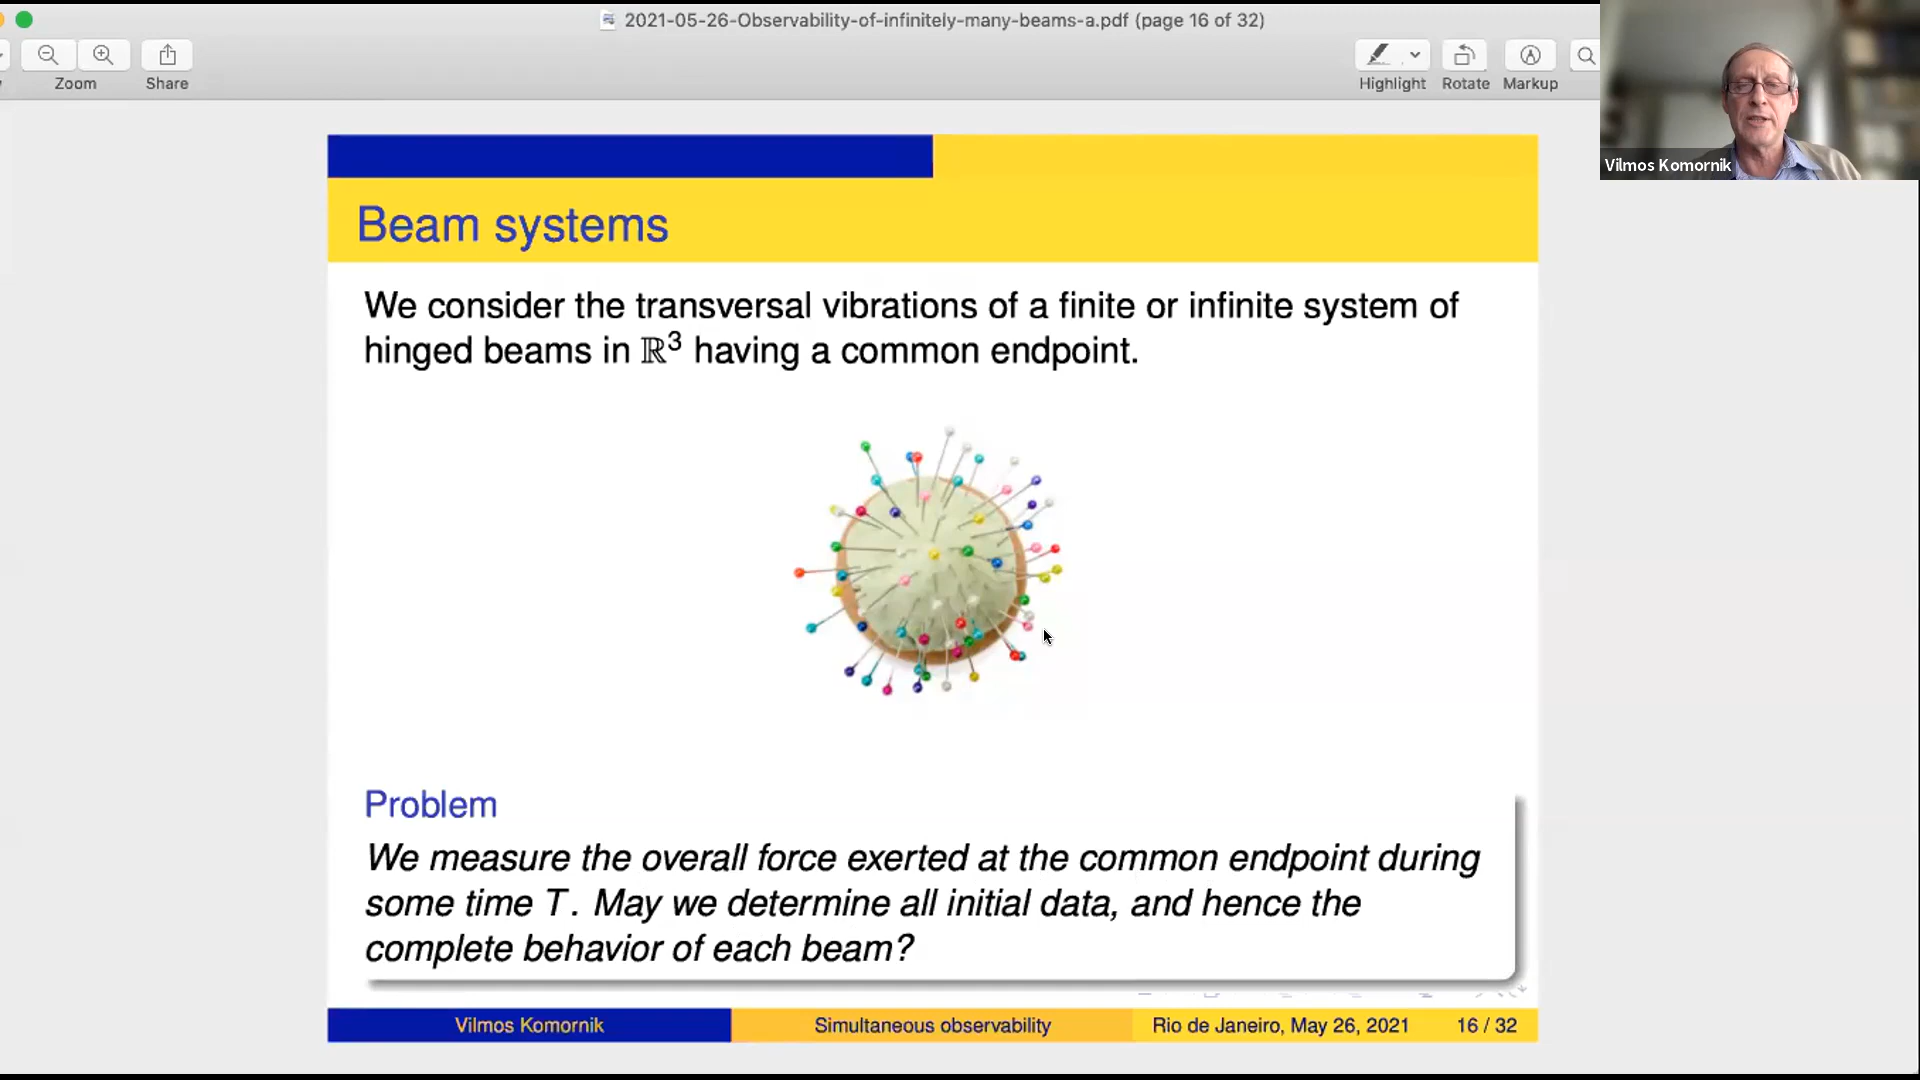 2021-05-26-Observability-of-infinitely-many-beams-a.pdf (page 16 of 32)
Zoom
Share
Highlight
Rotate
Markup
Vilmos Komornik
Beam systems
We consider the transversal vibrations of a finite or infinite system of
hinged beams in ℝ³ having a common endpoint.
Problem
We measure the overall force exerted at the common endpoint during
some time T. May we determine all initial data, and hence the
complete behavior of each beam?
Vilmos Komornik
Simultaneous observability
Rio de Janeiro, May 26, 2021
16 / 32